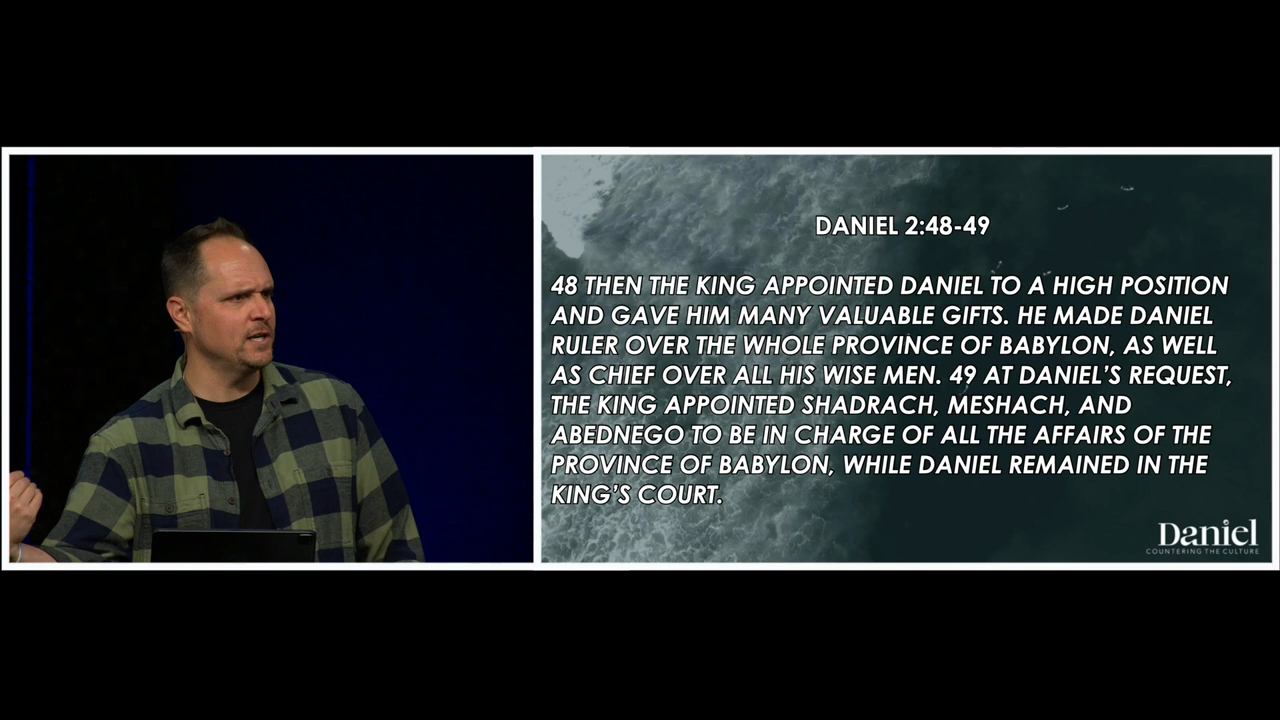 DANIEL 2:48-49
48 THEN THE KING APPOINTED DANIEL TO A HIGH POSITION
AND GAVE HIM MANY VALUABLE GIFTS. HE MADE DANIEL
RULER OVER THE WHOLE PROVINCE OF BABYLON, AS WELL
AS CHIEF OVER ALL HIS WISE MEN. 49 AT DANIEL’S REQUEST,
THE KING APPOINTED SHADRACH, MESHACH, AND
ABEDNEGO TO BE IN CHARGE OF ALL THE AFFAIRS OF THE
PROVINCE OF BABYLON, WHILE DANIEL REMAINED IN THE
KING’S COURT.
Daniel
COUNTERING THE CULTURE